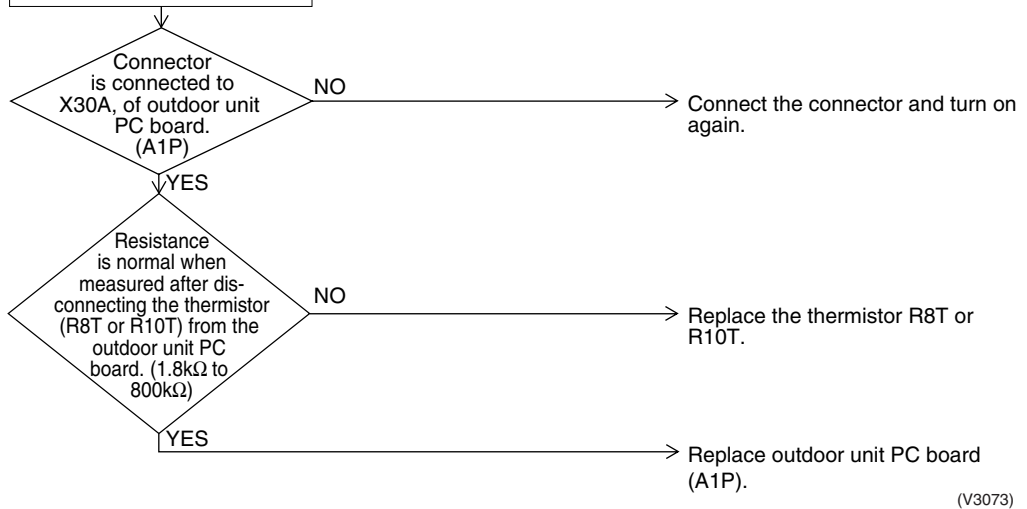 Connector
is connected to
X30A, of outdoor unit
PC board.
(A1P)
NO
Connect the connector and turn on
again.
YES
Resistance
is normal when
measured after dis-
connecting the thermistor
(R8T or R10T) from the
outdoor unit PC
board. (1.8kΩ to
800kΩ)
NO
Replace the thermistor R8T or
R10T.
YES
Replace outdoor unit PC board
(A1P).
(V3073)